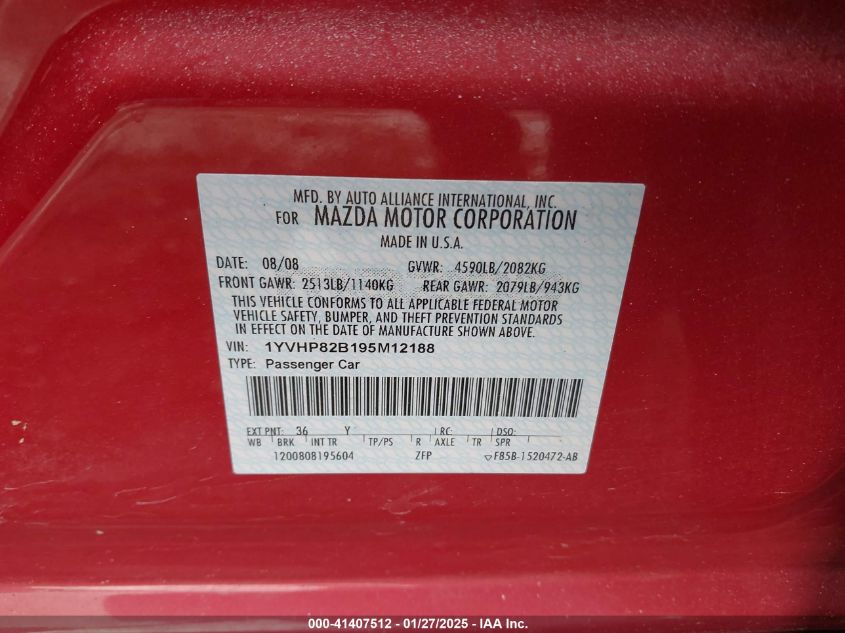 MFD. BY AUTO ALLIANCE INTERNATIONAL, INC.
FOR MAZDA MOTOR CORPORATION
MADE IN U.S.A.
DATE: 08/08 GVWR: 4590LB/2082KG
FRONT GAWR: 2513LB/1140KG REAR GAWR: 2079LB/943KG
THIS VEHICLE CONFORMS TO ALL APPLICABLE FEDERAL MOTOR
VEHICLE SAFETY, BUMPER, AND THEFT PREVENTION STANDARDS
IN EFFECT ON THE DATE OF MANUFACTURE SHOWN ABOVE.
VIN: 1YVHP82B195M12188
TYPE: Passenger Car
EXT PNT: 36 Y RC: DSO:
WB BRK INT TR TP/PS R AXLE TR SPR
1200808195604 ZFP F85B-1520472-AB
000-41407512 - 01/27/2025 - IAA Inc.